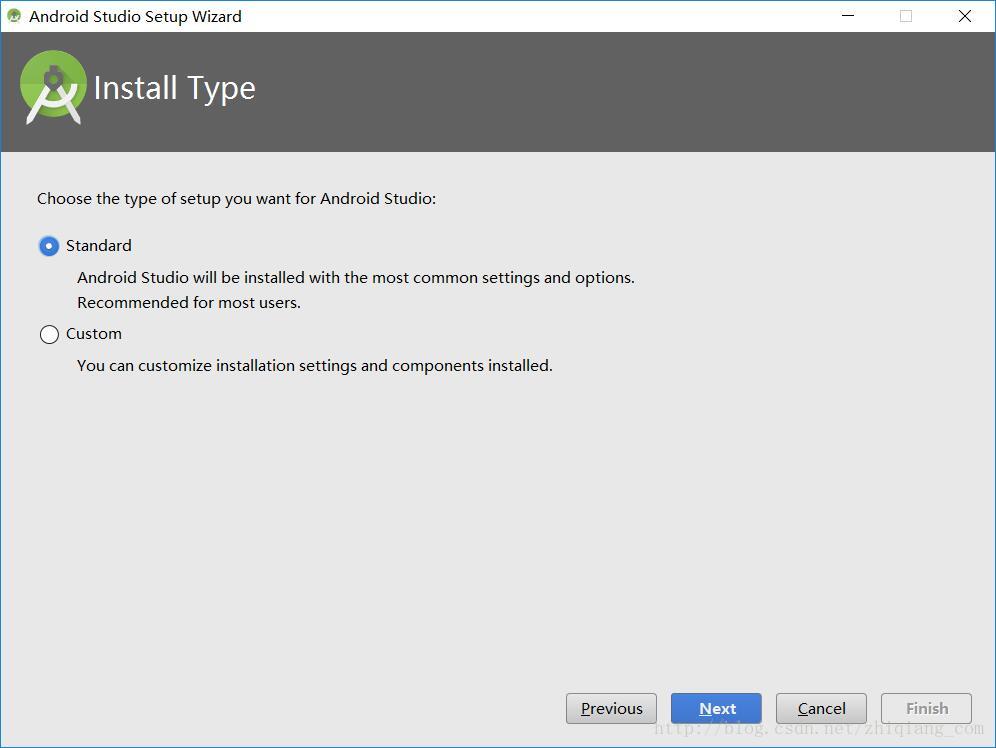 Android Studio Setup Wizard
Install Type
Choose the type of setup you want for Android Studio:
Standard
Android Studio will be installed with the most common settings and options.
Recommended for most users.
Custom
You can customize installation settings and components installed.
Previous Next Cancel Finish
http://blog.csdn.net/zhiqiang_com